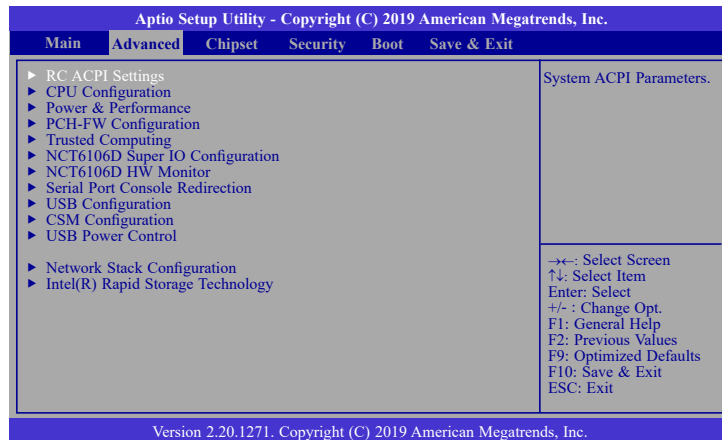 Aptio Setup Utility - Copyright (C) 2019 American Megatrends, Inc.
Main Advanced Chipset Security Boot Save & Exit
▶ RC ACPI Settings
▶ CPU Configuration
▶ Power & Performance
▶ PCH-FW Configuration
▶ Trusted Computing
▶ NCT6106D Super IO Configuration
▶ NCT6106D HW Monitor
▶ Serial Port Console Redirection
▶ USB Configuration
▶ CSM Configuration
▶ USB Power Control
▶ Network Stack Configuration
▶ Intel(R) Rapid Storage Technology
System ACPI Parameters.
→←: Select Screen
↑↓: Select Item
Enter: Select
+/- : Change Opt.
F1: General Help
F2: Previous Values
F9: Optimized Defaults
F10: Save & Exit
ESC: Exit
Version 2.20.1271. Copyright (C) 2019 American Megatrends, Inc.